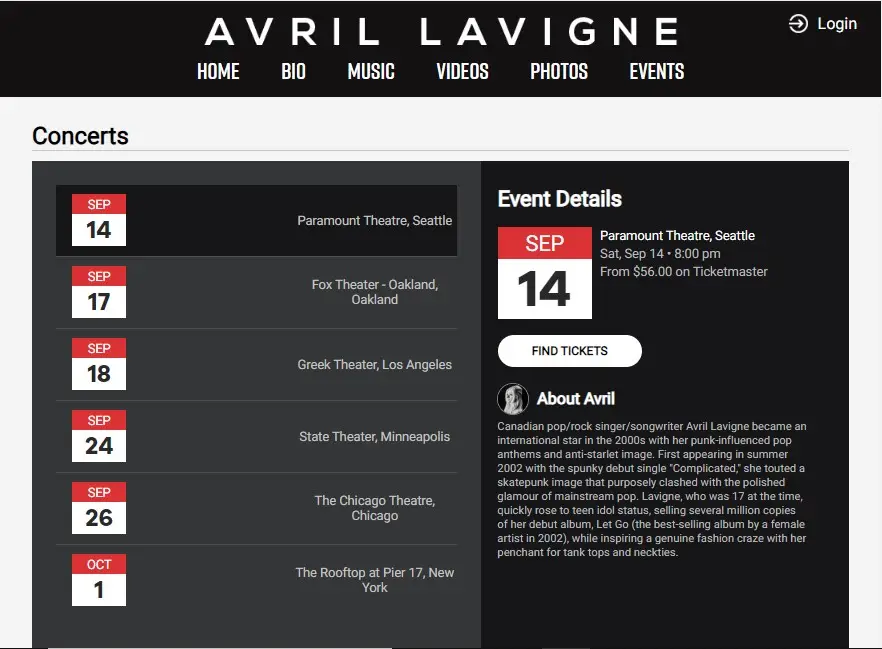 AVRIL LAVIGNE
Login
HOME BIO MUSIC VIDEOS PHOTOS EVENTS
Concerts
SEP
14
Paramount Theatre, Seattle
SEP
17
Fox Theater - Oakland,
Oakland
SEP
18
Greek Theater, Los Angeles
SEP
24
State Theater, Minneapolis
SEP
26
The Chicago Theatre,
Chicago
OCT
1
The Rooftop at Pier 17, New
York
Event Details
SEP
14
Paramount Theatre, Seattle
Sat, Sep 14 • 8:00 pm
From $56.00 on Ticketmaster
FIND TICKETS
About Avril
Canadian pop/rock singer/songwriter Avril Lavigne became an
international star in the 2000s with her punk-influenced pop
anthems and anti-starlet image. First appearing in summer
2002 with the spunky debut single "Complicated," she touted a
skatepunk image that purposely clashed with the polished
glamour of mainstream pop. Lavigne, who was 17 at the time,
quickly rose to teen idol status, selling several million copies
of her debut album, Let Go (the best-selling album by a female
artist in 2002), while inspiring a genuine fashion craze with her
penchant for tank tops and neckties.